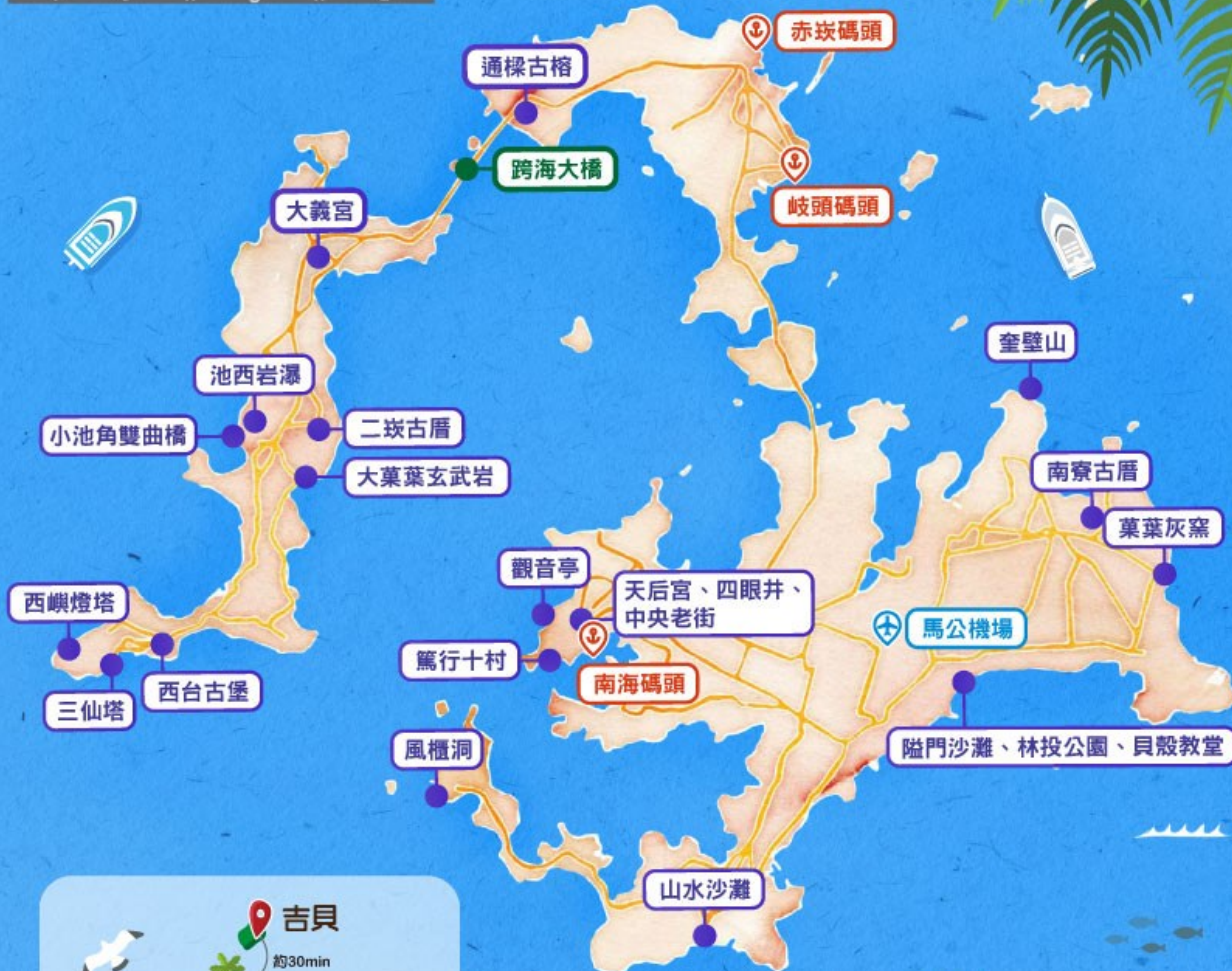 赤崁碼頭
通樑古榕
跨海大橋
岐頭碼頭
大義宮
奎壁山
池西岩瀑
小池角雙曲橋
二崁古厝
大菓葉玄武岩
南寮古厝
菓葉灰窯
觀音亭
天后宮、四眼井、
中央老街
西嶼燈塔
馬公機場
篤行十村
南海碼頭
西台古堡
三仙塔
風櫃洞
隘門沙灘、林投公園、貝殼教堂
山水沙灘
吉貝
約30min